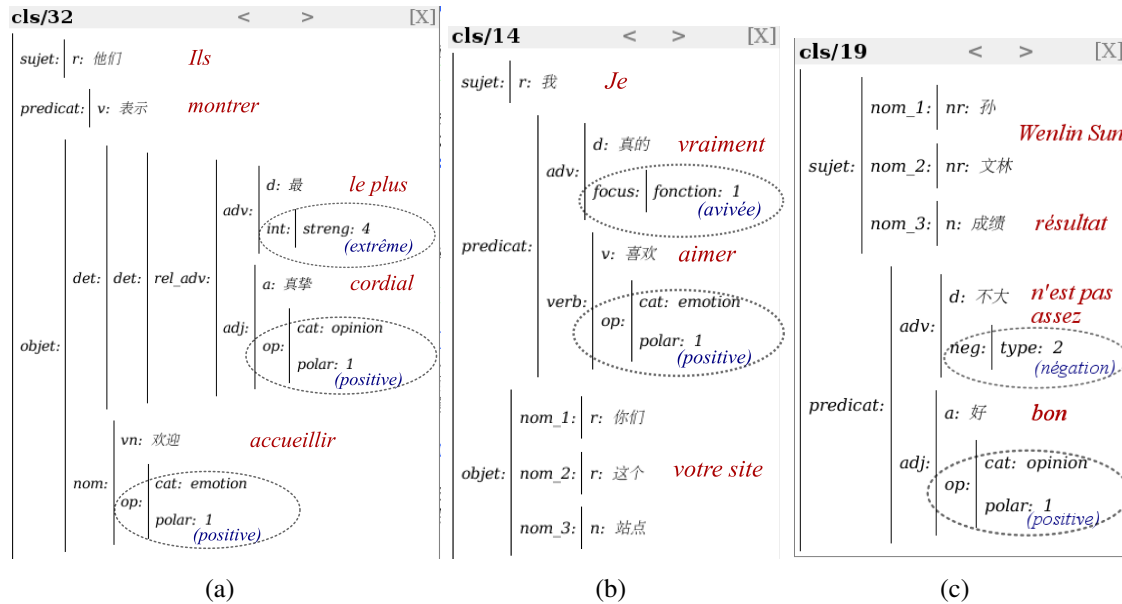 cls/32 < > [X]
sujet: r: 他们 Ils
predicat: v: 表示 montrer
d: 最 le plus
adv:
int: streng: 4
(extrême)
det: det: rel_adv:
a: 真挚 cordial
cat: opinion
adj:
op:
polar: 1
(positive)
objet:
vn: 欢迎 accueillir
cat: emotion
nom:
op:
polar: 1
(positive)
(a)
cls/14 < > [X]
sujet: r: 我 Je
d: 真的 vraiment
adv:
focus: fonction: 1
(avivée)
predicat:
v: 喜欢 aimer
cat: emotion
verb:
op:
polar: 1
(positive)
nom_1: r: 你们
objet: nom_2: r: 这个 votre site
nom_3: n: 站点
(b)
cls/19 < > [X]
nom_1: nr: 孙
Wenlin Sun
sujet: nom_2: nr: 文林
nom_3: n: 成绩 résultat
d: 不大 n'est pas
assez
adv:
neg: type: 2
(négation)
predicat:
a: 好 bon
cat: opinion
adj:
op:
polar: 1
(positive)
(c)